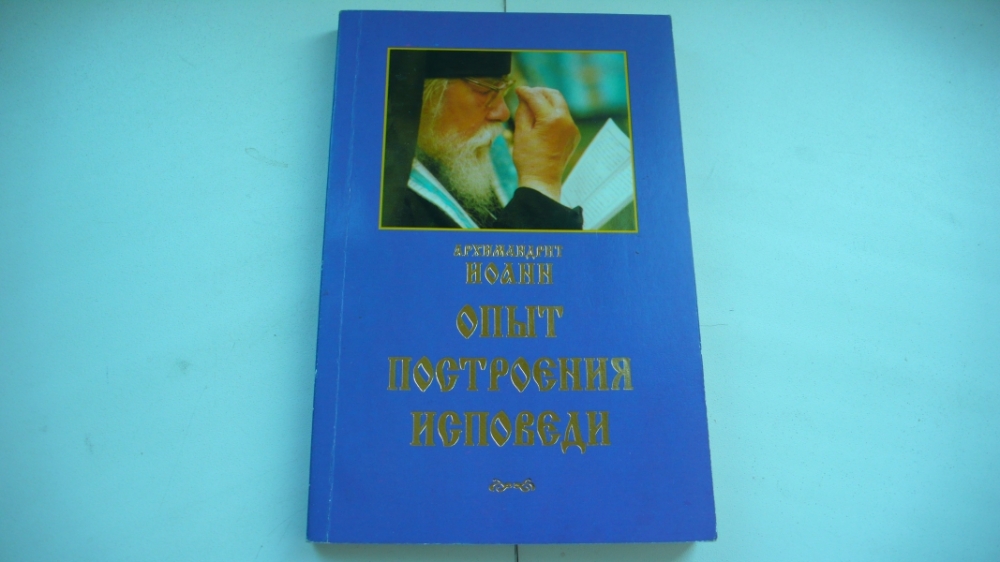 АРХИМАНДРИТ
ИОАНН
ОПЫТ
ПОСТРОЕНИЯ
ИСПОВЕДИ